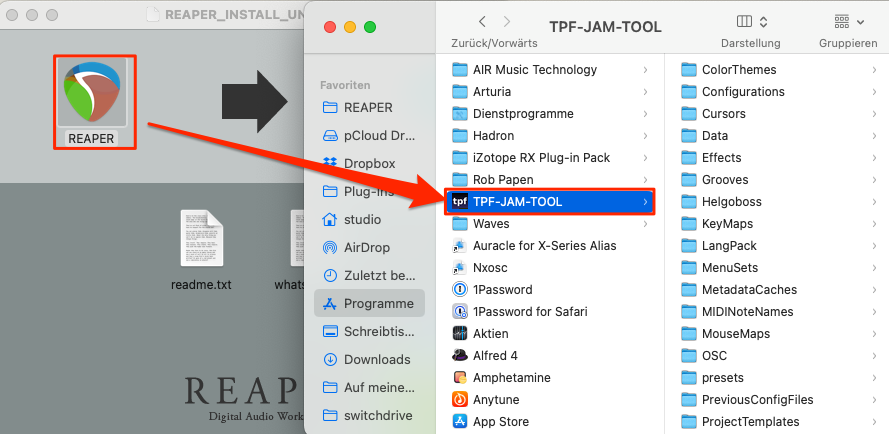 REAPER_INSTALL_UN
REAPER
readme.txt
whats
REAP
Digital Audio Work
TPF-JAM-TOOL
Zurück/Vorwärts
Darstellung
Gruppieren
Favoriten
REAPER
pCloud Dr...
Dropbox
Plug-Ins
studio
AirDrop
Zuletzt be...
Programme
Schreibtis...
Downloads
Auf meine...
switchdrive
AIR Music Technology
Arturia
Dienstprogramme
Hadron
iZotope RX Plug-in Pack
Rob Papen
tpf TPF-JAM-TOOL
Waves
Auracle for X-Series Alias
Nxosc
1Password
1Password for Safari
Aktien
Alfred 4
Amphetamine
Anytune
App Store
ColorThemes
Configurations
Cursors
Data
Effects
Grooves
Helgoboss
KeyMaps
LangPack
MenuSets
MetadataCaches
MIDINoteNames
MouseMaps
OSC
presets
PreviousConfigFiles
ProjectTemplates